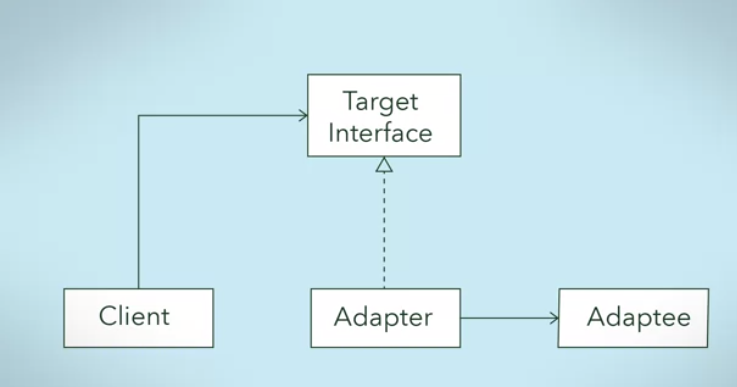 Target
Interface
Client
Adapter
Adaptee